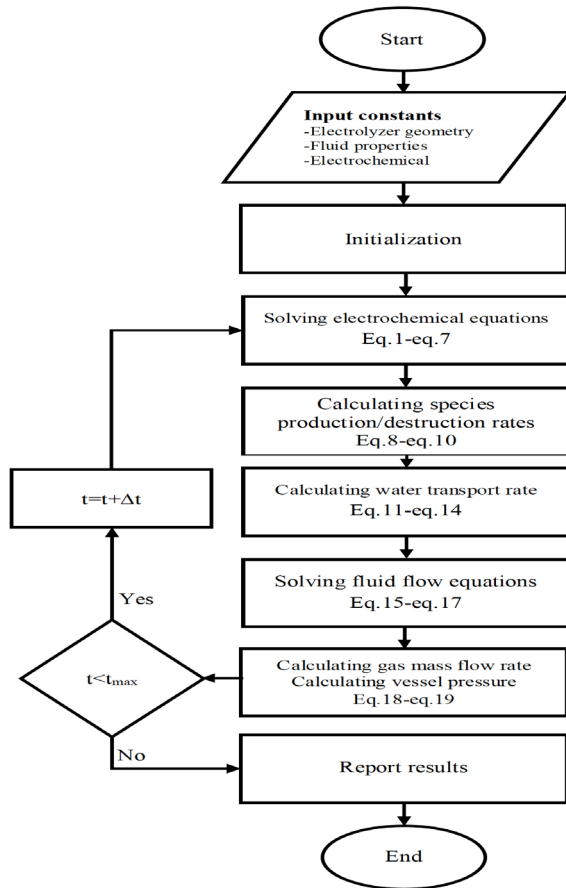 Start
Input constants
-Electrolyzer geometry
-Fluid properties
-Electrochemical
Initialization
Solving electrochemical equations
Eq.1-eq.7
Calculating species
production/destruction rates
Eq.8-eq.10
t=t+Δt
Calculating water transport rate
Eq.11-eq.14
Solving fluid flow equations
Eq.15-eq.17
Yes
t<tmax
Calculating gas mass flow rate
Calculating vessel pressure
Eq.18-eq.19
No
Report results
End